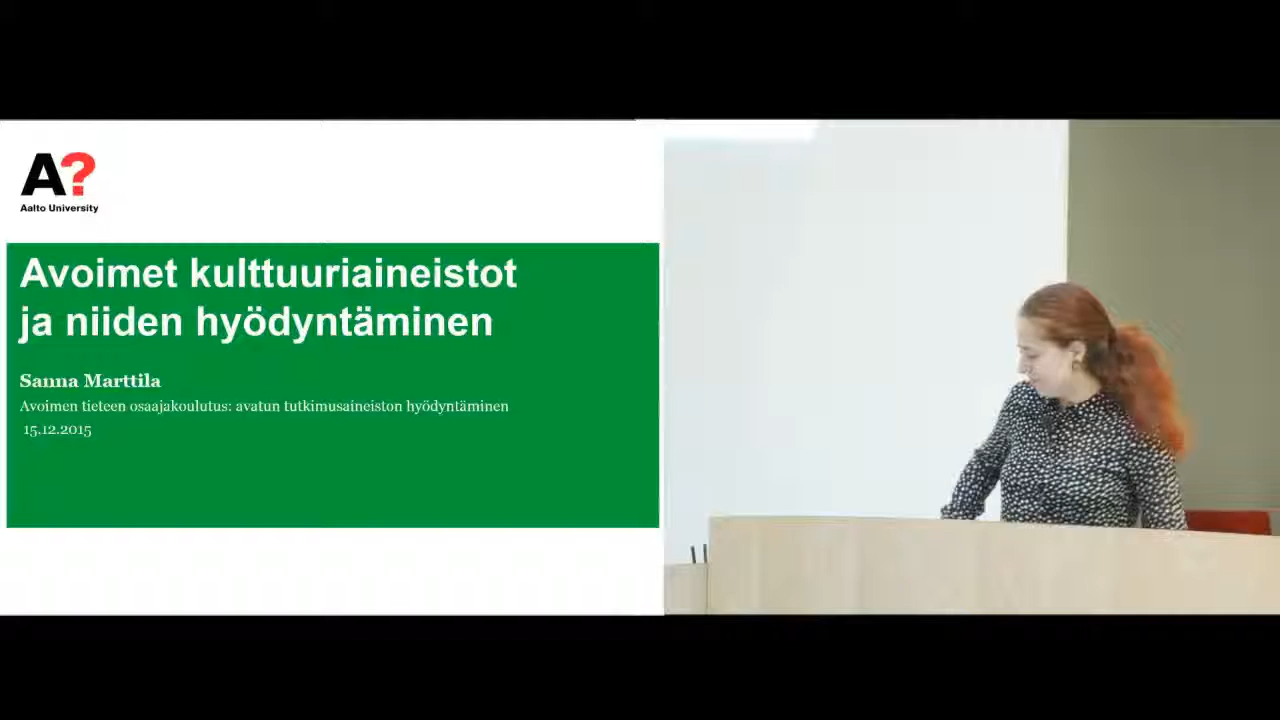 A?
Aalto University
Avoimet kulttuuriaineistot
ja niiden hyödyntäminen
Sanna Marttila
Avoimen tieteen osaajakoulutus: avatun tutkimusaineiston hyödyntäminen
15.12.2015